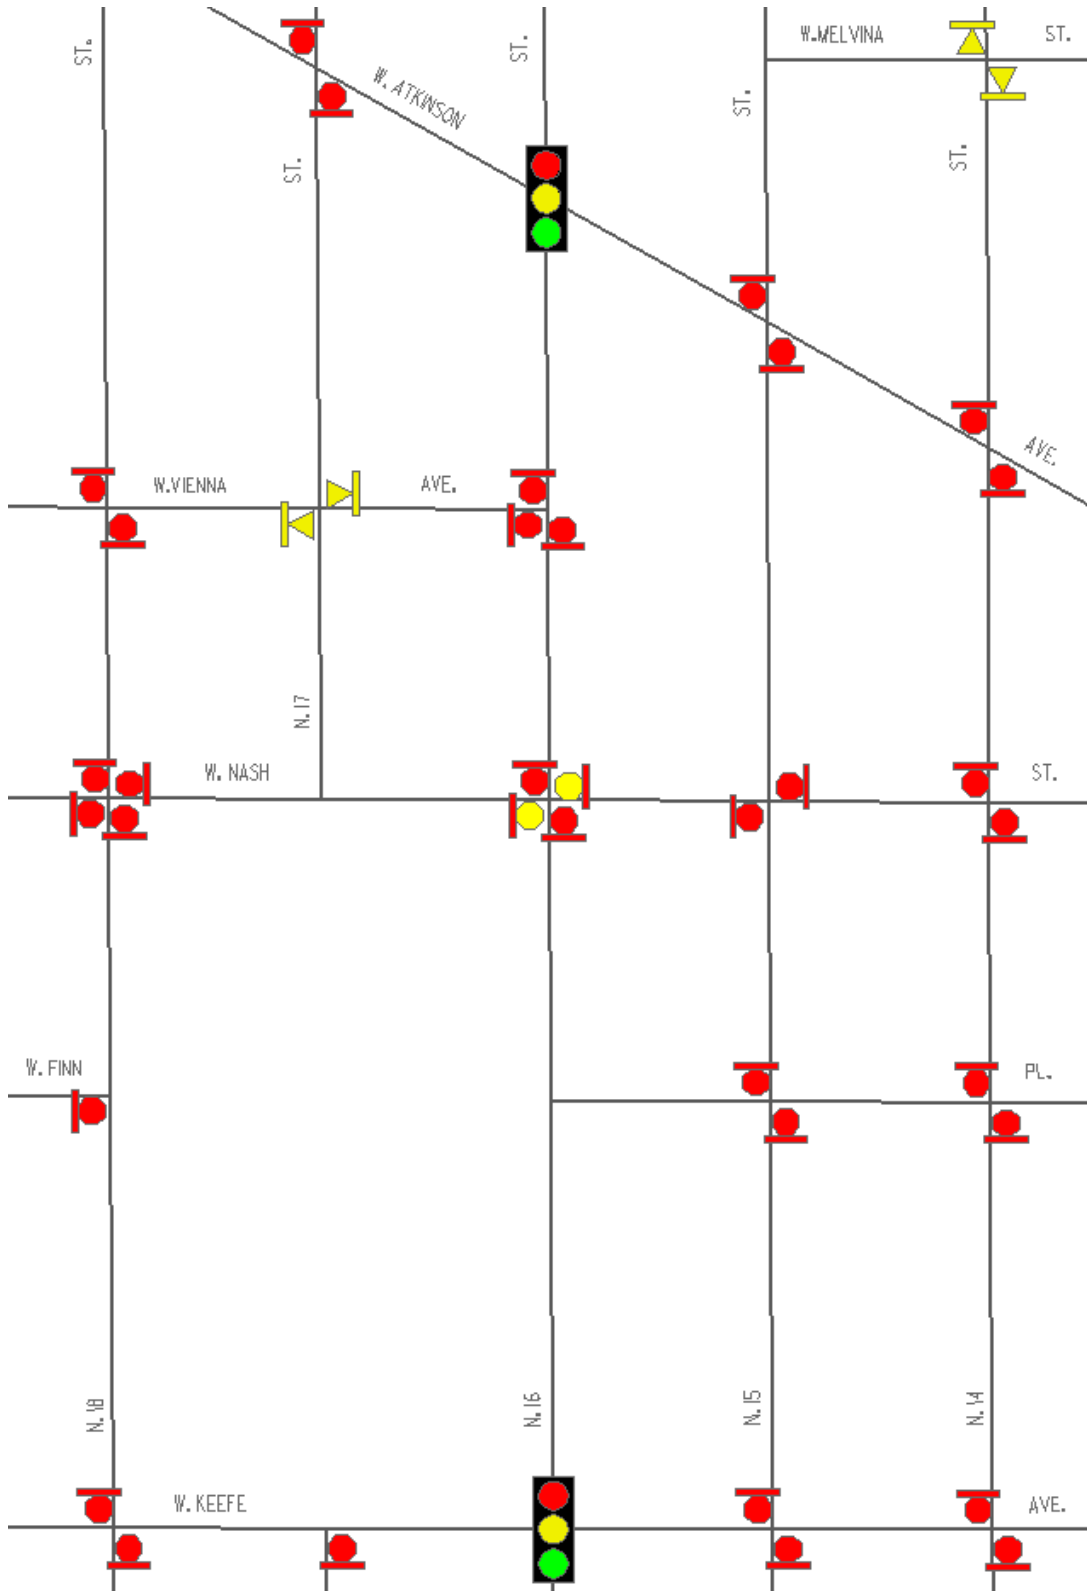 ST.
ST.
W.MELVINA
ST.
W. ATKINSON
ST.
ST.
ST.
AVE.
W.VIENNA
AVE.
N.17
W. NASH
ST.
W. FINN
PL.
N.18
N.16
N.15
N.14
W.KEEFE
AVE.